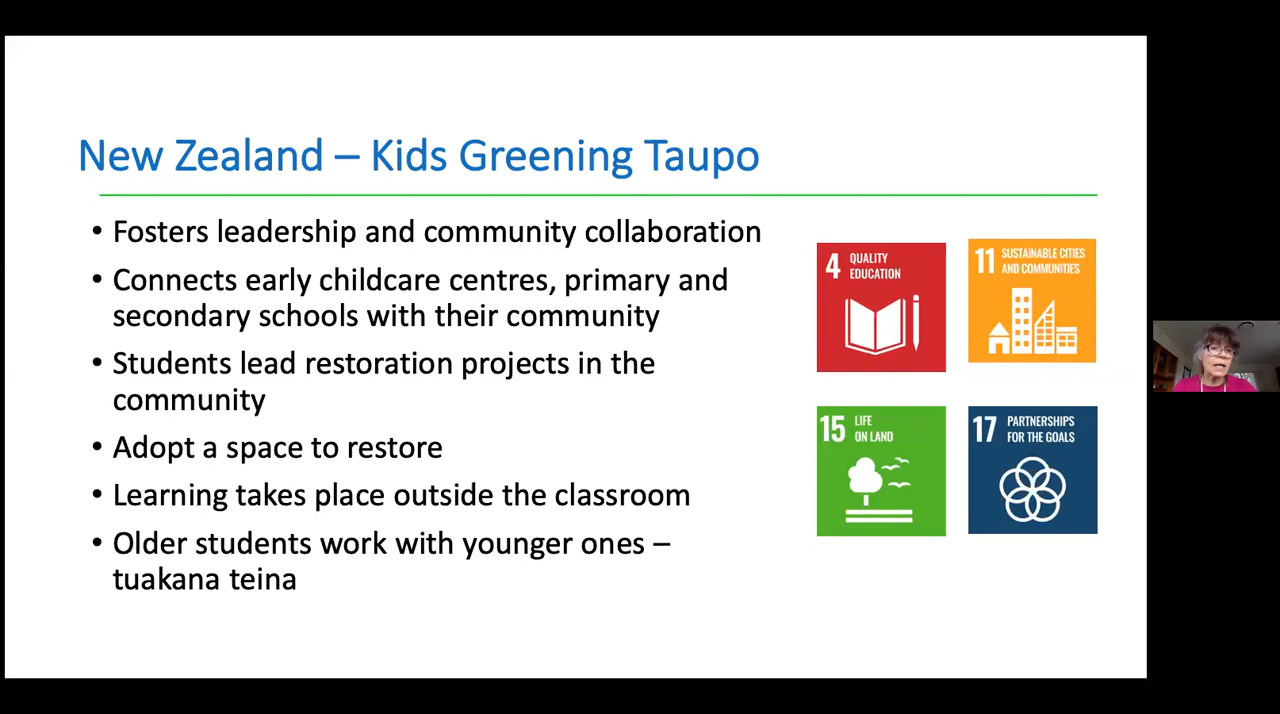 New Zealand – Kids Greening Taupo
• Fosters leadership and community collaboration
• Connects early childcare centres, primary and
secondary schools with their community
• Students lead restoration projects in the
community
• Adopt a space to restore
• Learning takes place outside the classroom
• Older students work with younger ones –
tuakana teina
4 QUALITY
EDUCATION
11 SUSTAINABLE CITIES
AND COMMUNITIES
15 LIFE
ON LAND
17 PARTNERSHIPS
FOR THE GOALS